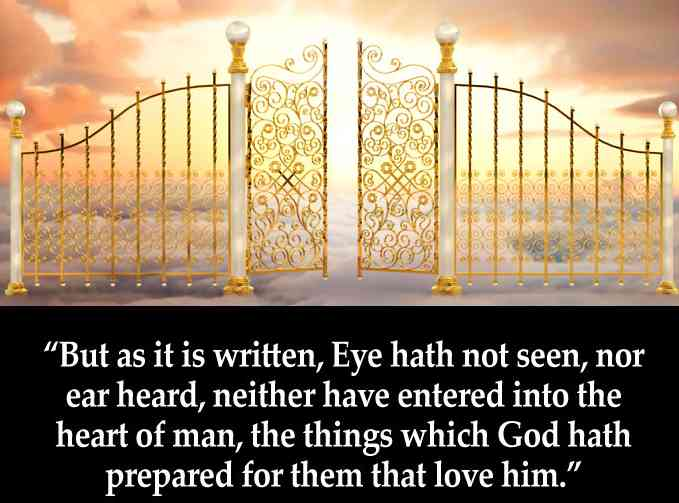 “But as it is written, Eye hath not seen, nor
ear heard, neither have entered into the
heart of man, the things which God hath
prepared for them that love him.”